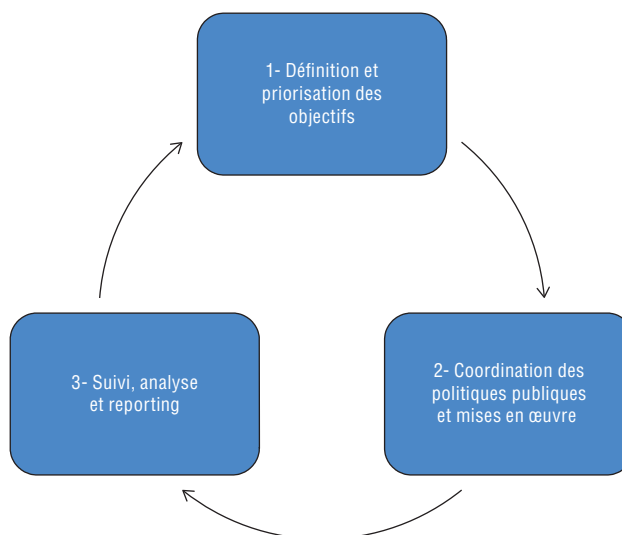 1- Définition et
priorisation des
objectifs
2- Coordination des
politiques publiques
et mises en œuvre
3- Suivi, analyse
et reporting